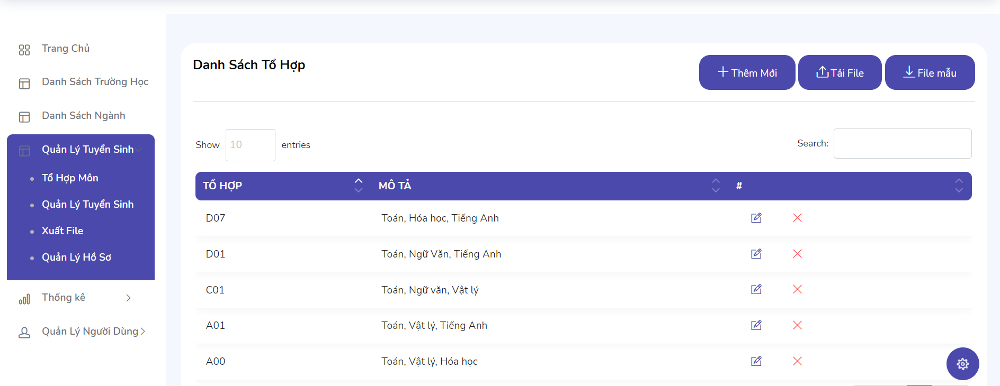 Trang Chủ
Danh Sách Trường Học
Danh Sách Ngành
Quản Lý Tuyển Sinh
Tổ Hợp Môn
Quản Lý Tuyển Sinh
Xuất File
Quản Lý Hồ Sơ
Thống kê
Quản Lý Người Dùng
Danh Sách Tổ Hợp
Thêm Mới
Tải File
File mẫu
Show 10 entries
Search:
TỔ HỢP MÔ TẢ #
D07 Toán, Hóa học, Tiếng Anh
D01 Toán, Ngữ Văn, Tiếng Anh
C01 Toán, Ngữ văn, Vật lý
A01 Toán, Vật lý, Tiếng Anh
A00 Toán, Vật lý, Hóa học